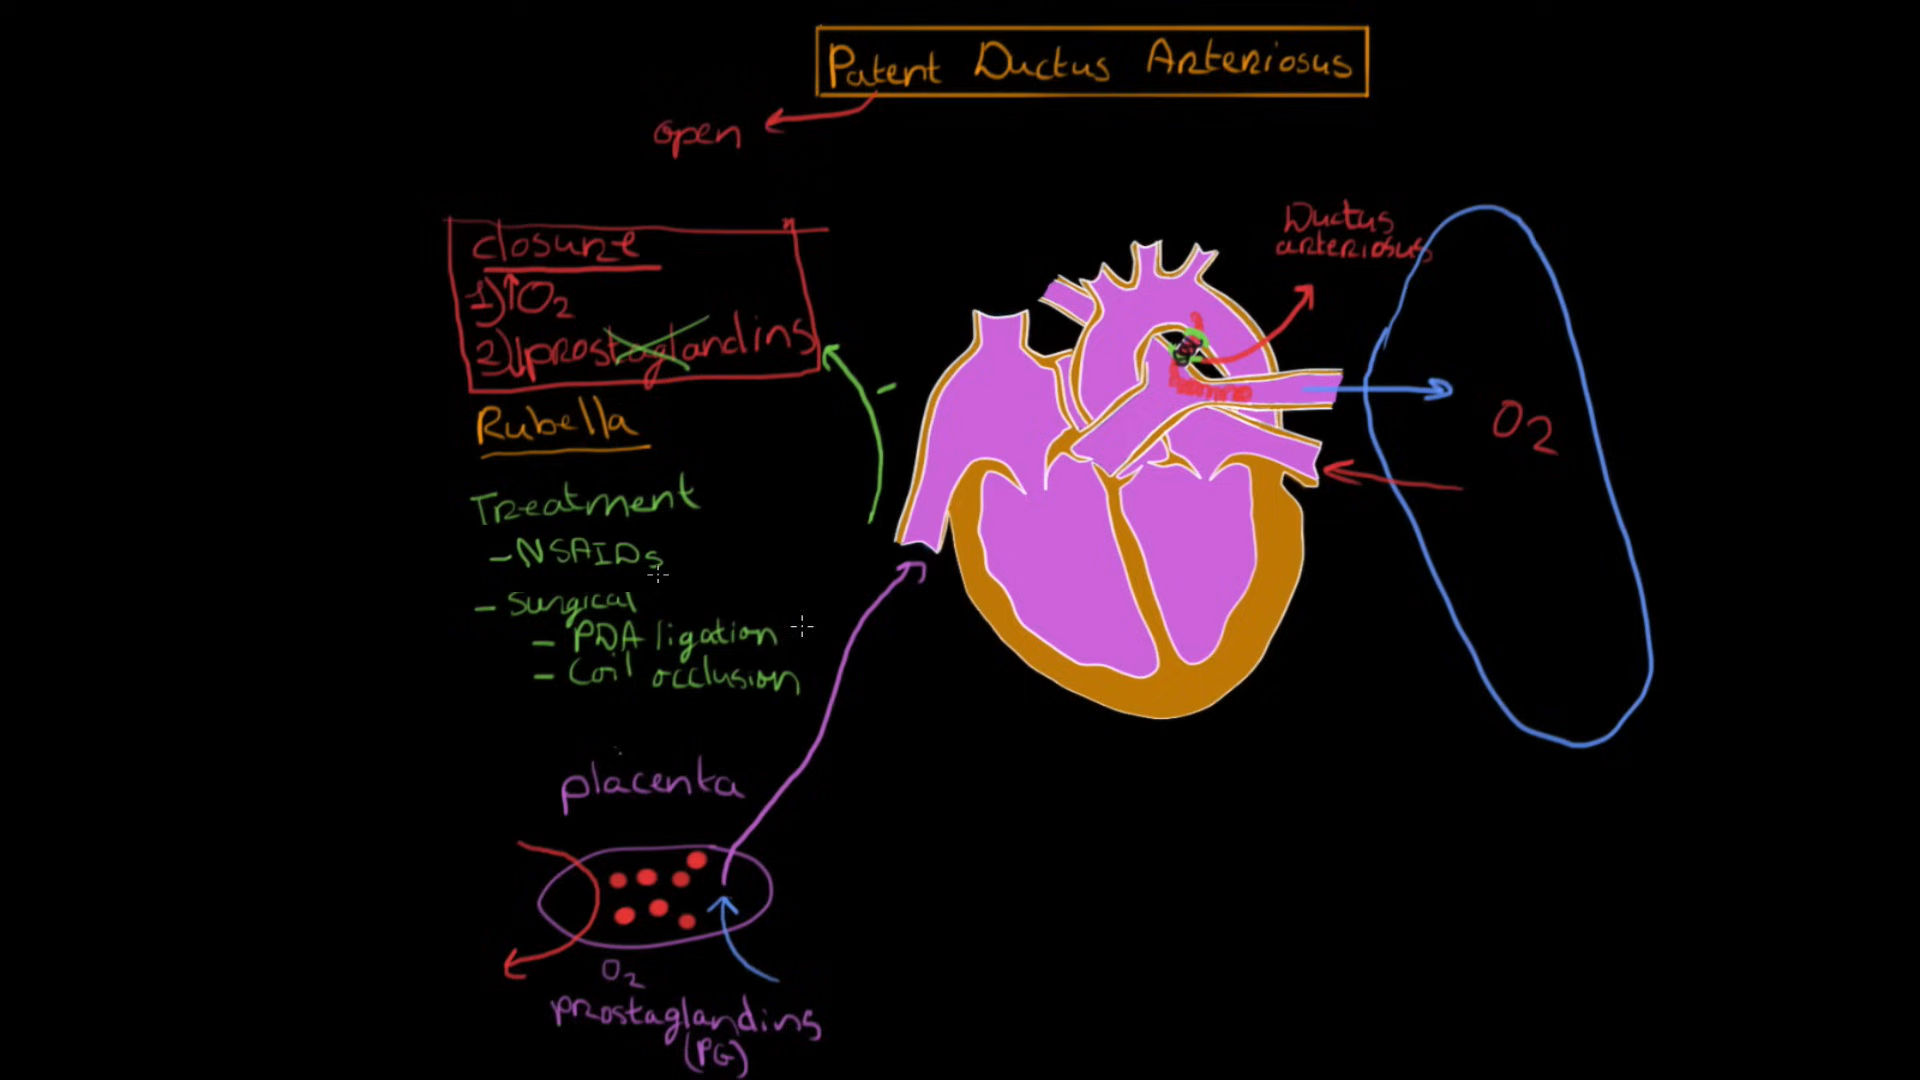 Patent Ductus Arteriosus
open
Ductus
arteriosus
closure
1)↑O2
2)↓prostaglandins
Rubella
O2
Treatment
-NSAIDs
- Surgical
- PDA ligation
- Coil occlusion
placenta
O2
prostaglandins
(PG)